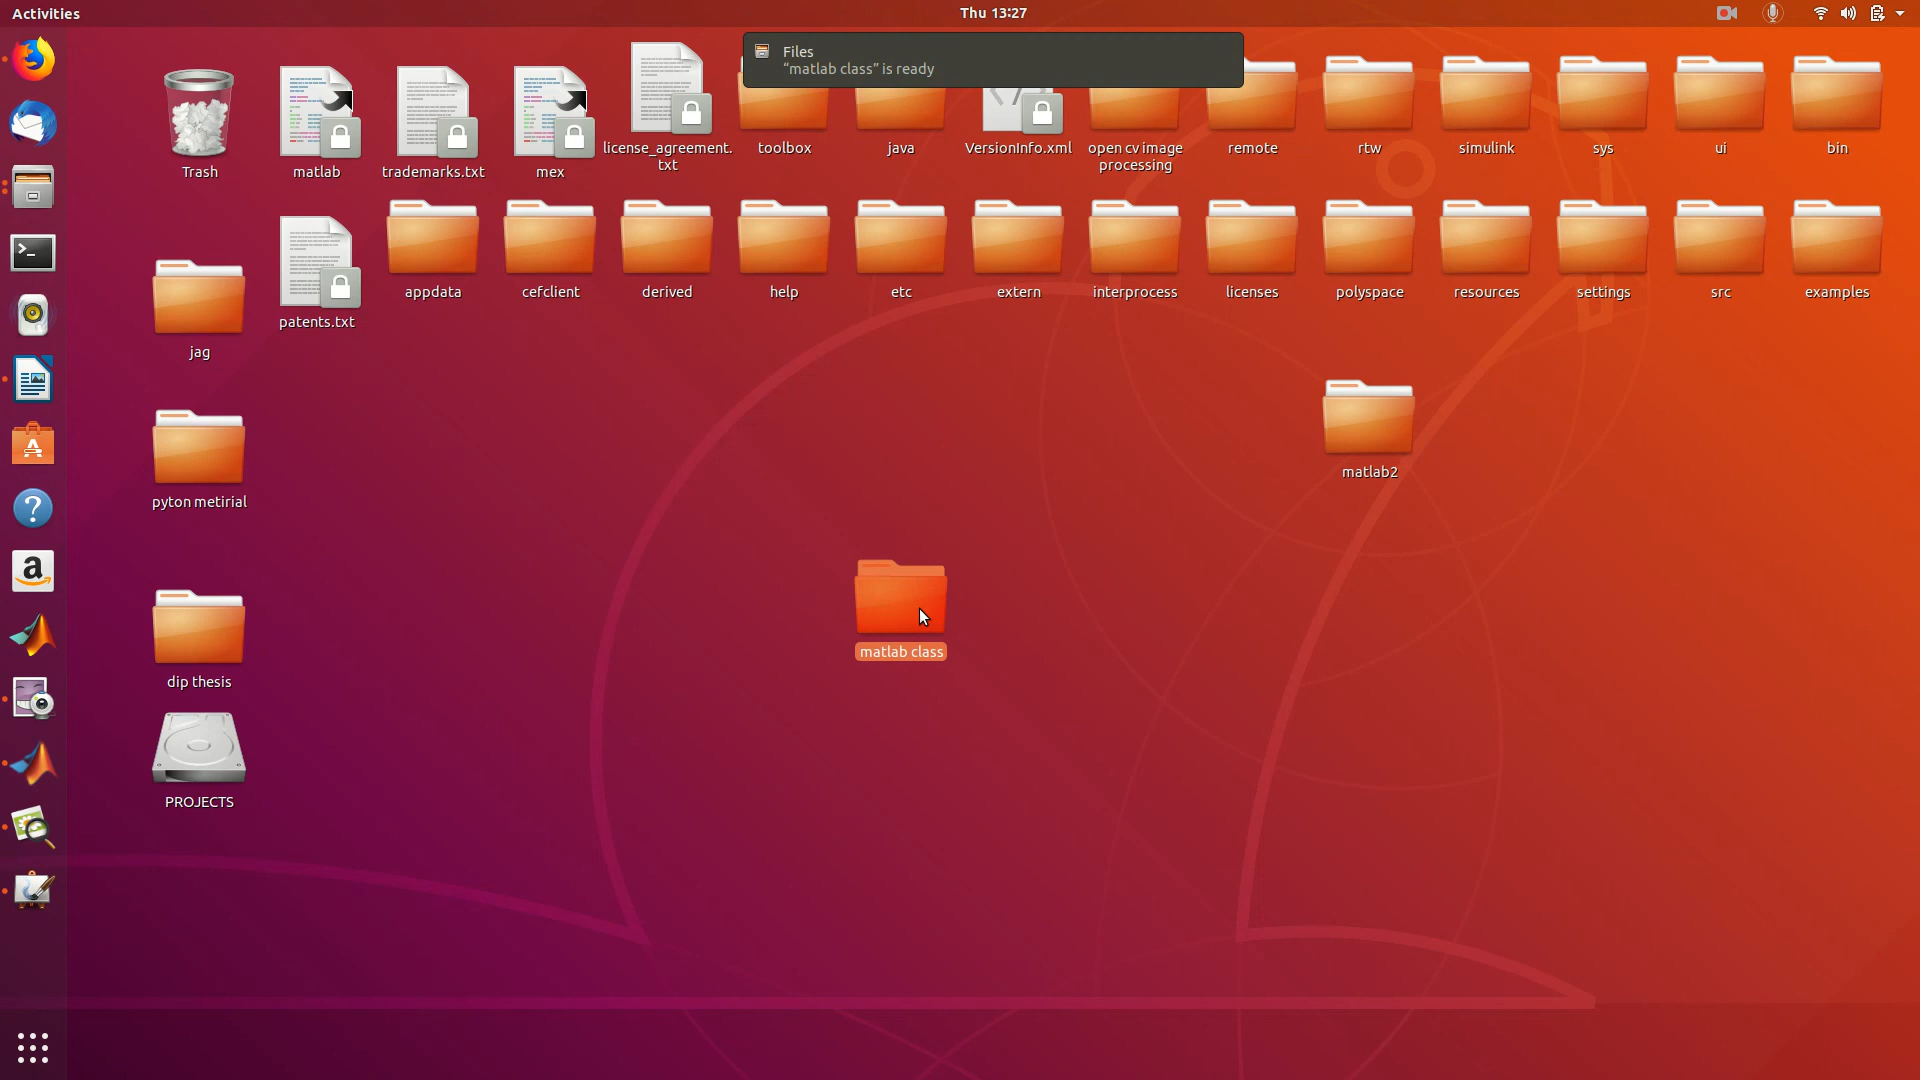 Activities
Thu 13:27
Files
“matlab class” is ready
Trash
matlab
trademarks.txt
mex
license_agreement.
txt
toolbox
java
VersionInfo.xml
open cv image
processing
remote
rtw
simulink
sys
ui
bin
patents.txt
appdata
cefclient
derived
help
etc
extern
interprocess
licenses
polyspace
resources
settings
src
examples
jag
matlab2
pyton metirial
matlab class
dip thesis
PROJECTS